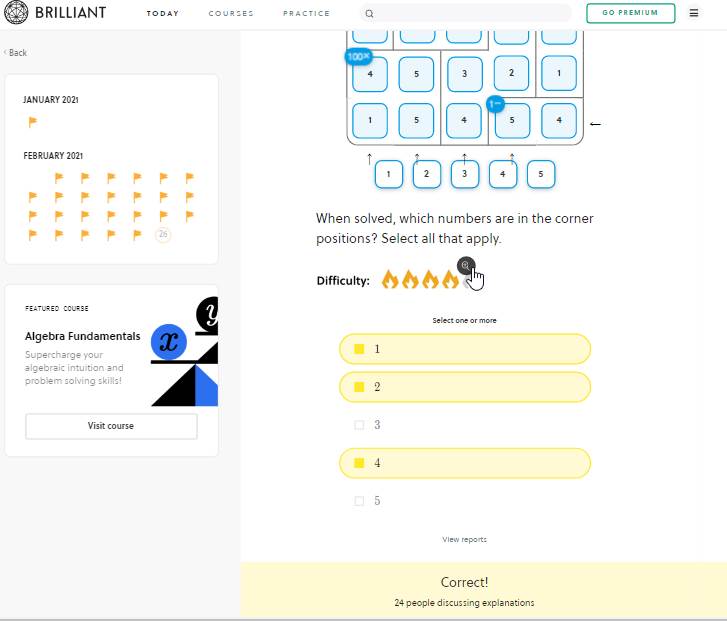 BRILLIANT
TODAY COURSES PRACTICE GO PREMIUM
‹ Back
JANUARY 2021
FEBRUARY 2021
26
FEATURED COURSE
Algebra Fundamentals
Supercharge your
algebraic intuition and
problem solving skills!
x
y
Visit course
100×
4 5 3 2 1
1−
1 5 4 5 4
←
↑ ↑ ↑ ↑
1 2 3 4 5
When solved, which numbers are in the corner
positions? Select all that apply.
Difficulty:
Select one or more
1
2
3
4
5
View reports
Correct!
24 people discussing explanations